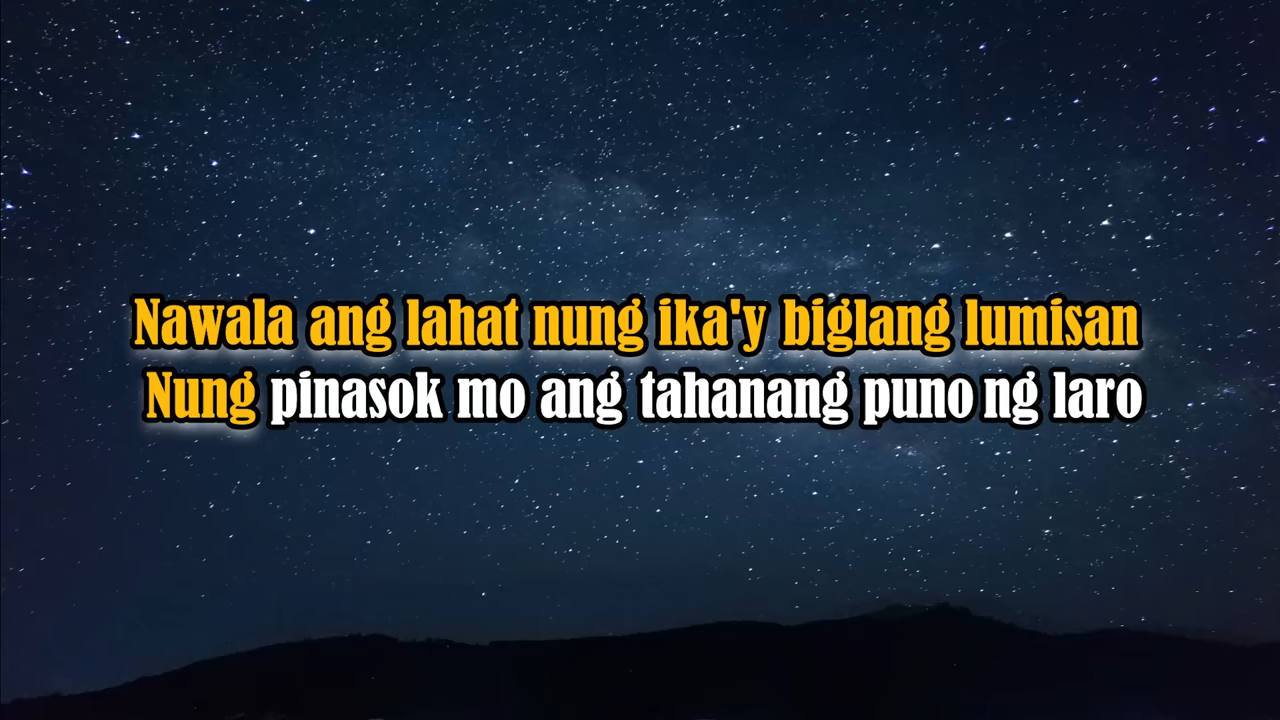 Nawala ang lahat nung ika'y biglang lumisan
Nung pinasok mo ang tahanang puno ng laro